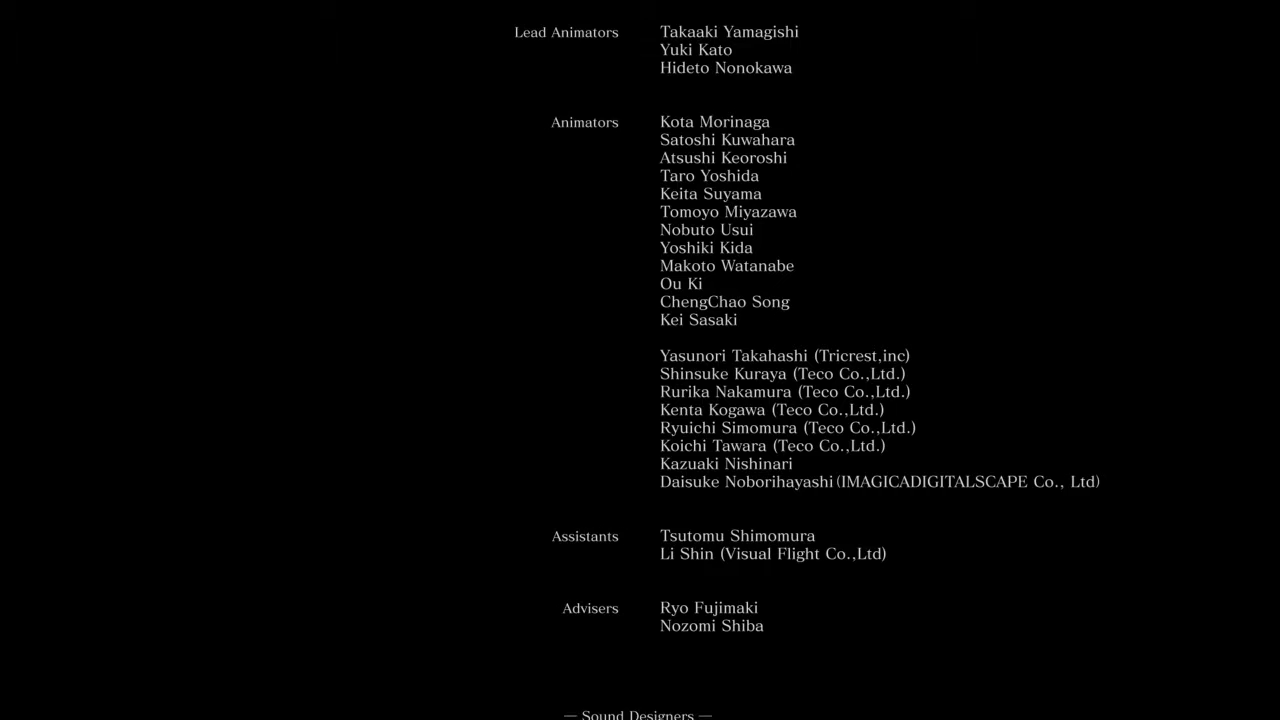 Lead Animators Takaaki Yamagishi
Yuki Kato
Hideto Nonokawa
Animators Kota Morinaga
Satoshi Kuwahara
Atsushi Keoroshi
Taro Yoshida
Keita Suyama
Tomoyo Miyazawa
Nobuto Usui
Yoshiki Kida
Makoto Watanabe
Ou Ki
ChengChao Song
Kei Sasaki
Yasunori Takahashi (Tricrest,inc)
Shinsuke Kuraya (Teco Co.,Ltd.)
Rurika Nakamura (Teco Co.,Ltd.)
Kenta Kogawa (Teco Co.,Ltd.)
Ryuichi Simomura (Teco Co.,Ltd.)
Koichi Tawara (Teco Co.,Ltd.)
Kazuaki Nishinari
Daisuke Noborihayashi(IMAGICADIGITALSCAPE Co., Ltd)
Assistants Tsutomu Shimomura
Li Shin (Visual Flight Co.,Ltd)
Advisers Ryo Fujimaki
Nozomi Shiba
— Sound Designers —